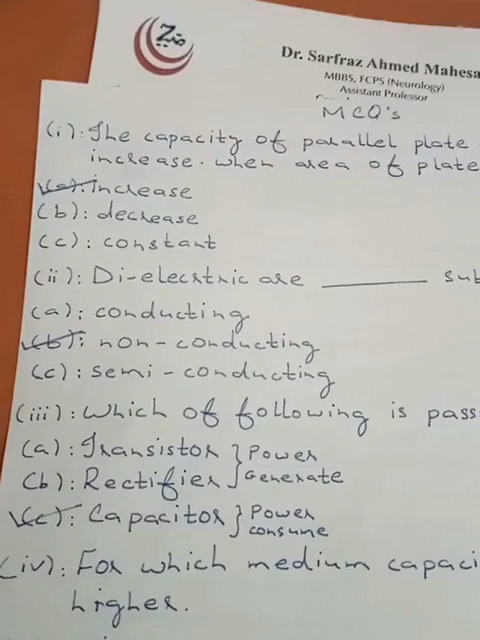 Dr. Sarfraz Ahmed Mahesa
MBBS, FCPS (Neurology)
Assistant Professor
MCQ's
(i): The capacity of parallel plate
increase. when area of plate
(a): increase
(b): decrease
(c): constant
(ii): Di-elecstric are ______ sub
(a): conducting
(b): non-conducting
(c): semi-conducting
(iii): which of following is pass
(a): Transistor } Power
(b): Rectifier } Generate
(c): Capacitor } Power
consume
(iv): For which medium capaci
higher.